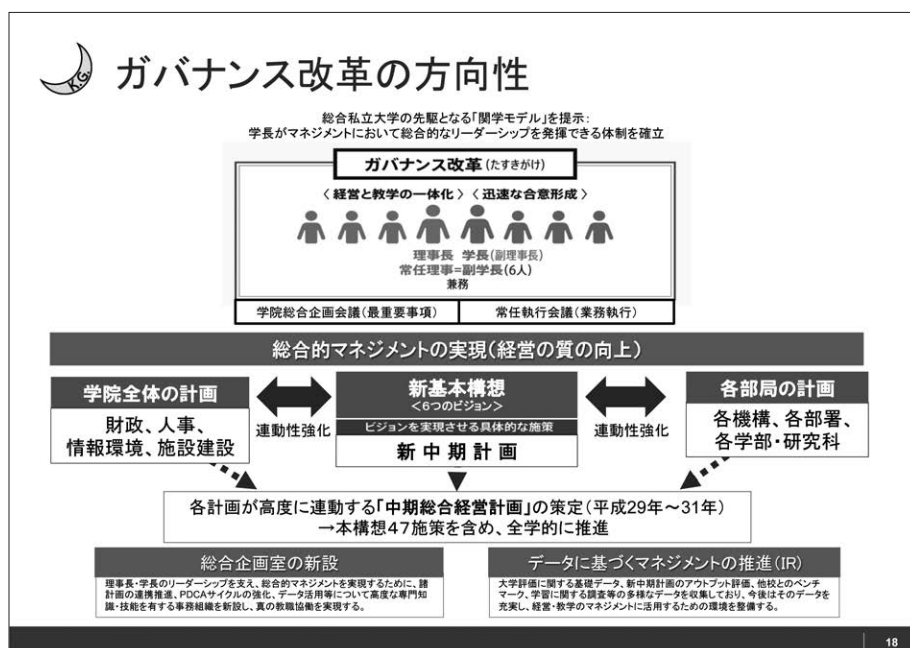 K.G.
ガバナンス改革の方向性
総合私立大学の先駆となる「関学モデル」を提示:
学長がマネジメントにおいて総合的なリーダーシップを発揮できる体制を確立
ガバナンス改革(たすきがけ)
〈 経営と教学の一体化 〉〈 迅速な合意形成 〉
理事長 学長(副理事長)
常任理事=副学長(6人)
兼務
学院総合企画会議(最重要事項)
常任執行会議(業務執行)
総合的マネジメントの実現(経営の質の向上)
学院全体の計画
財政、人事、
情報環境、施設建設
連動性強化
新基本構想
<6つのビジョン>
ビジョンを実現させる具体的な施策
新中期計画
連動性強化
各部局の計画
各機構、各部署、
各学部・研究科
各計画が高度に連動する「中期総合経営計画」の策定(平成29年～31年)
→本構想47施策を含め、全学的に推進
総合企画室の新設
理事長・学長のリーダーシップを支え、総合的マネジメントを実現するために、諸
計画の連携推進、PDCAサイクルの強化、データ活用等について高度な専門知
識・技能を有する事務組織を新設し、真の教職協働を実現する。
データに基づくマネジメントの推進(IR)
大学評価に関する基礎データ、新中期計画のアウトプット評価、他校とのベンチ
マーク、学習に関する調査等の多様なデータを収集しており、今後はそのデータを
充実し、経営・教学のマネジメントに活用するための環境を整備する。
18